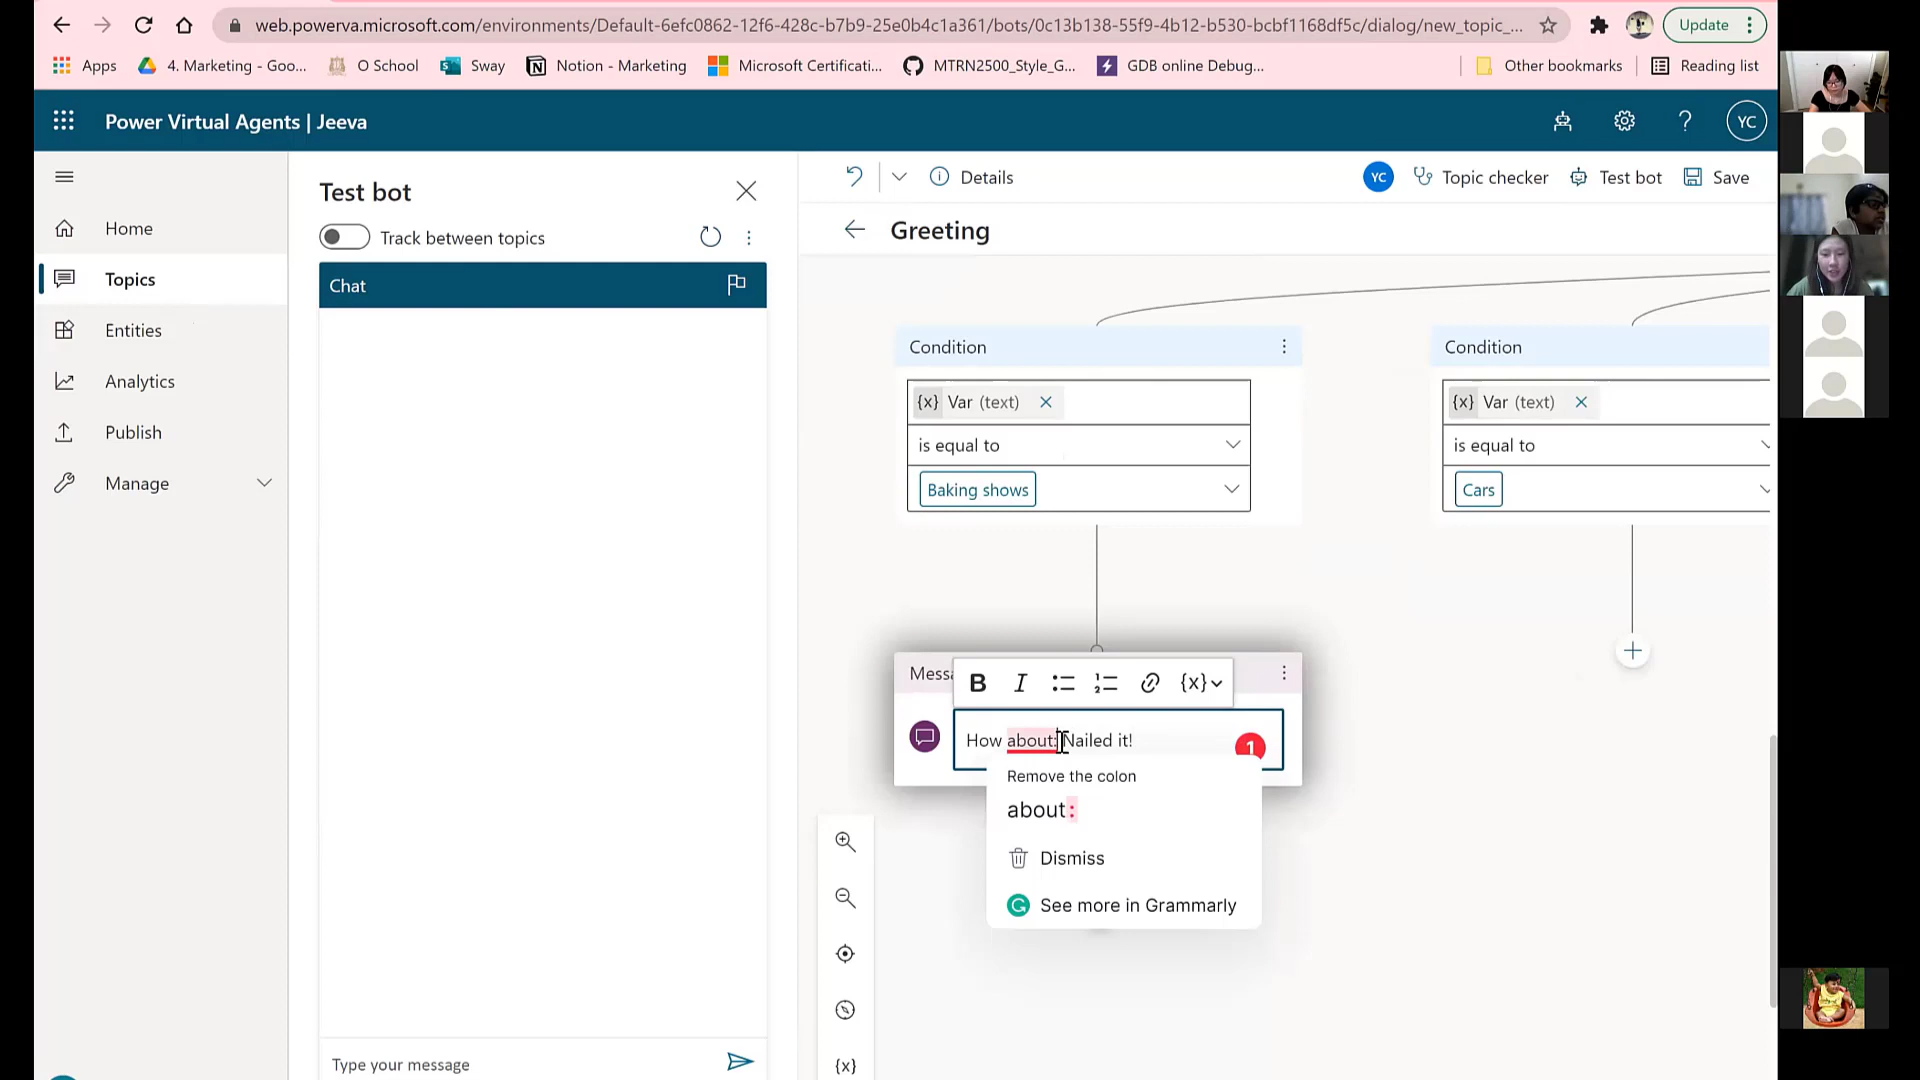 web.powerva.microsoft.com/environments/Default-6efc0862-12f6-428c-b7b9-25e0b4c1a361/bots/0c13b138-55f9-4b12-b530-bcbf1168df5c/dialog/new_topic_...
Update
Apps
4. Marketing - Goo...
O School
Sway
Notion - Marketing
Microsoft Certificati...
MTRN2500_Style_G...
GDB online Debug...
Other bookmarks
Reading list
Power Virtual Agents | Jeeva
YC
Home
Topics
Entities
Analytics
Publish
Manage
Test bot
Track between topics
Chat
Type your message
Details
YC
Topic checker
Test bot
Save
Greeting
Condition
{x} Var (text)
is equal to
Baking shows
Condition
{x} Var (text)
is equal to
Cars
Messa
B I {x}
How about: Nailed it!
1
Remove the colon
about:
Dismiss
See more in Grammarly
{x}